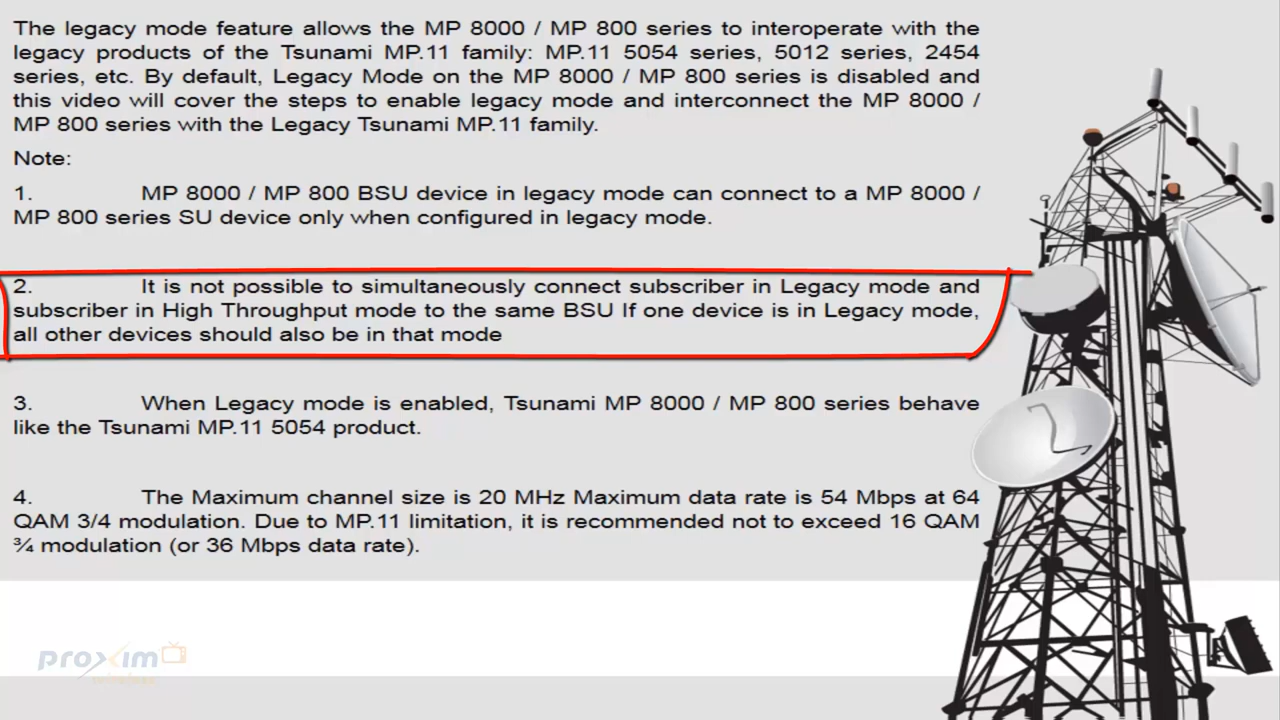 The legacy mode feature allows the MP 8000 / MP 800 series to interoperate with the
legacy products of the Tsunami MP.11 family: MP.11 5054 series, 5012 series, 2454
series, etc. By default, Legacy Mode on the MP 8000 / MP 800 series is disabled and
this video will cover the steps to enable legacy mode and interconnect the MP 8000 /
MP 800 series with the Legacy Tsunami MP.11 family.
Note:
1. MP 8000 / MP 800 BSU device in legacy mode can connect to a MP 8000 /
MP 800 series SU device only when configured in legacy mode.
2. It is not possible to simultaneously connect subscriber in Legacy mode and
subscriber in High Throughput mode to the same BSU If one device is in Legacy mode,
all other devices should also be in that mode
3. When Legacy mode is enabled, Tsunami MP 8000 / MP 800 series behave
like the Tsunami MP.11 5054 product.
4. The Maximum channel size is 20 MHz Maximum data rate is 54 Mbps at 64
QAM 3/4 modulation. Due to MP.11 limitation, it is recommended not to exceed 16 QAM
¾ modulation (or 36 Mbps data rate).
proxim
wireless